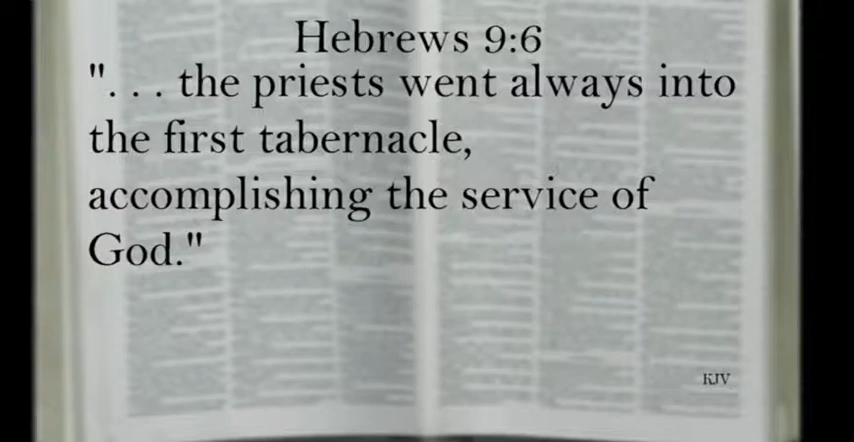 Hebrews 9:6
". . . the priests went always into
the first tabernacle,
accomplishing the service of
God."
KJV